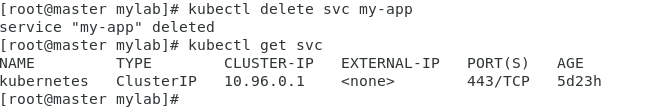 [root@master mylab]# kubectl delete svc my-app
service "my-app" deleted
[root@master mylab]# kubectl get svc
NAME         TYPE        CLUSTER-IP   EXTERNAL-IP   PORT(S)   AGE
kubernetes   ClusterIP   10.96.0.1    <none>        443/TCP   5d23h
[root@master mylab]#